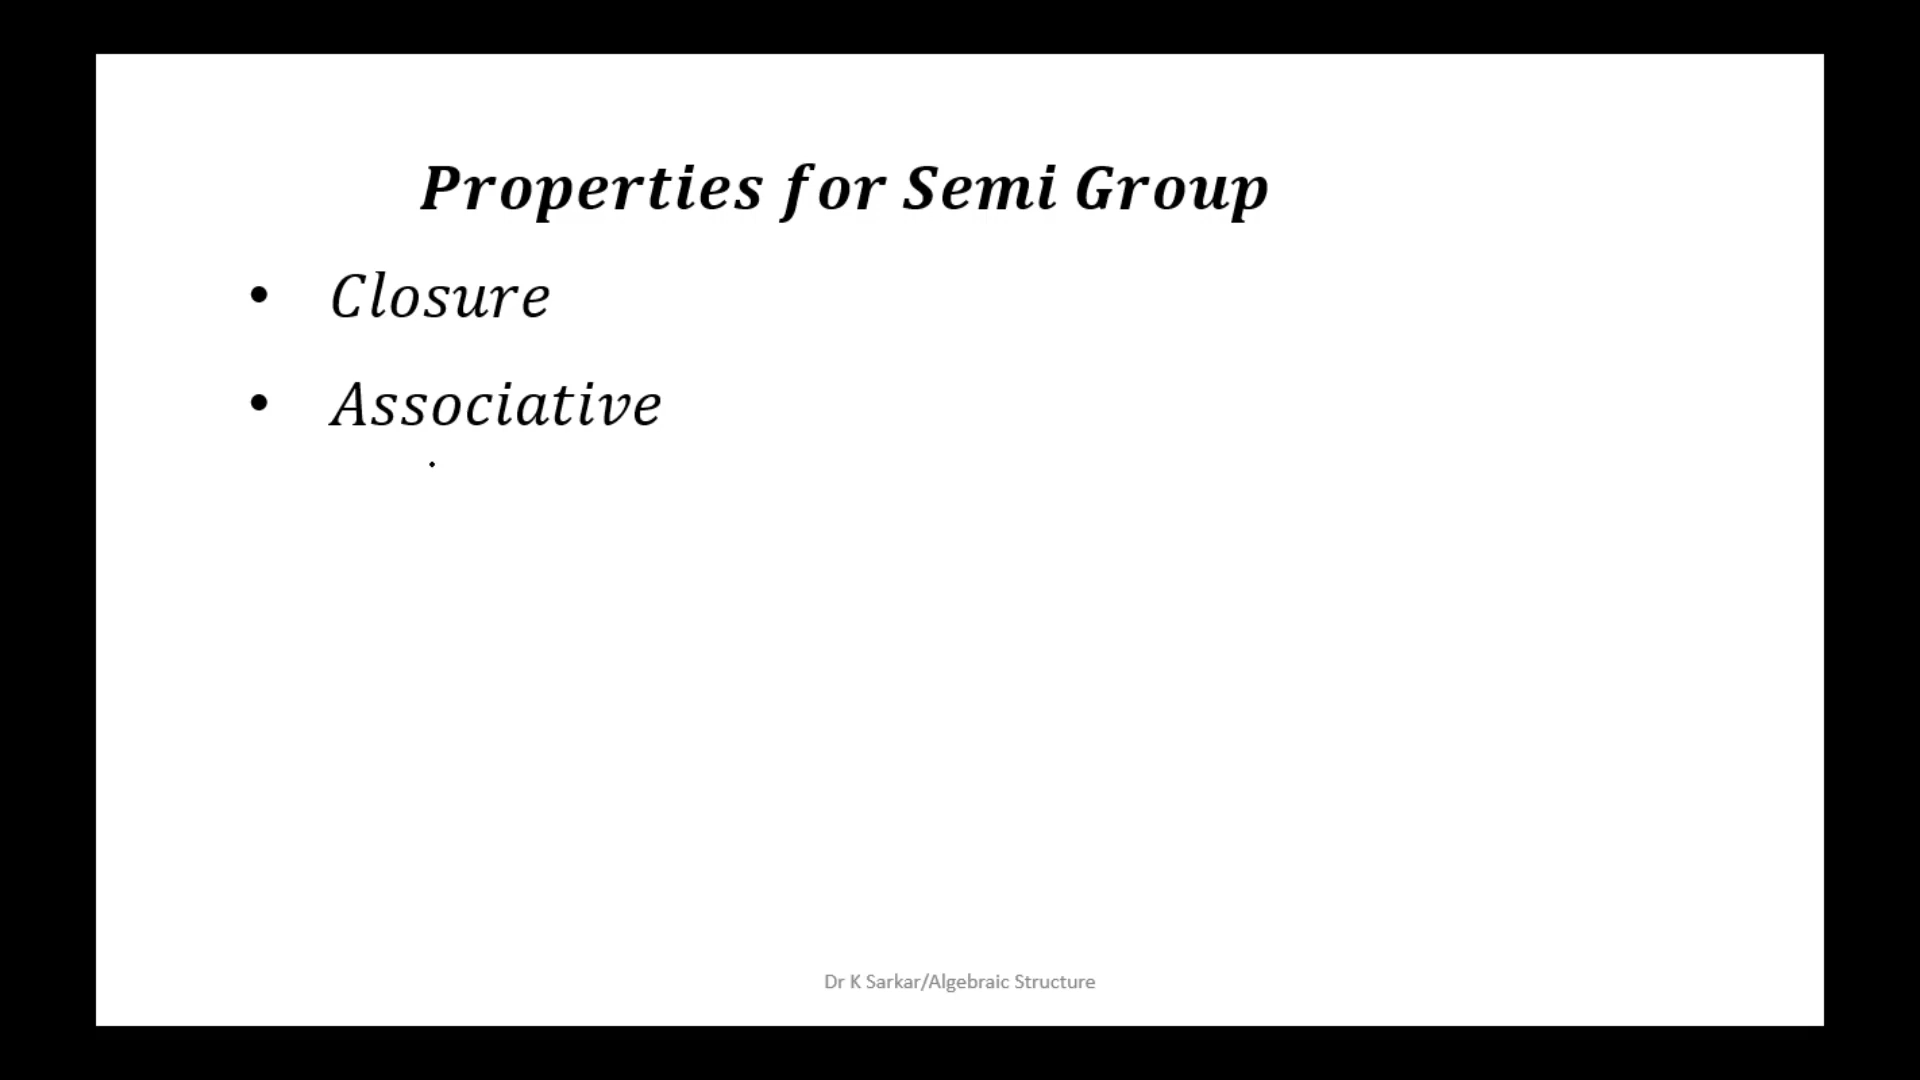 Properties for Semi Group
• Closure
• Associative
Dr K Sarkar/Algebraic Structure